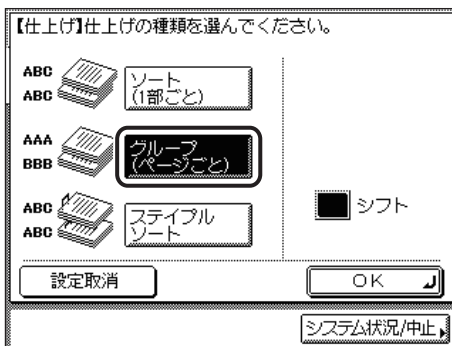 【仕上げ】仕上げの種類を選んでください。
ABC
ABC
ソート
(1部ごと)
AAA
BBB
グループ
(ページごと)
ABC
ABC
ステイプル
ソート
シフト
設定取消
OK
システム状況/中止